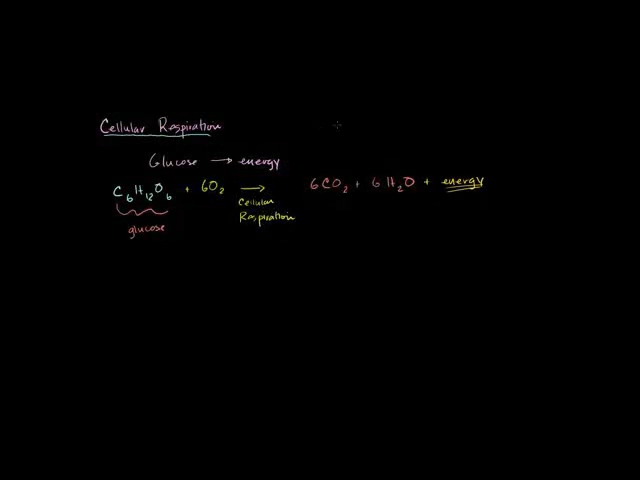 Cellular Respiration
Glucose → energy
C₆H₁₂O₆ + 6O₂ → 6CO₂ + 6H₂O + energy
Cellular
Respiration
glucose